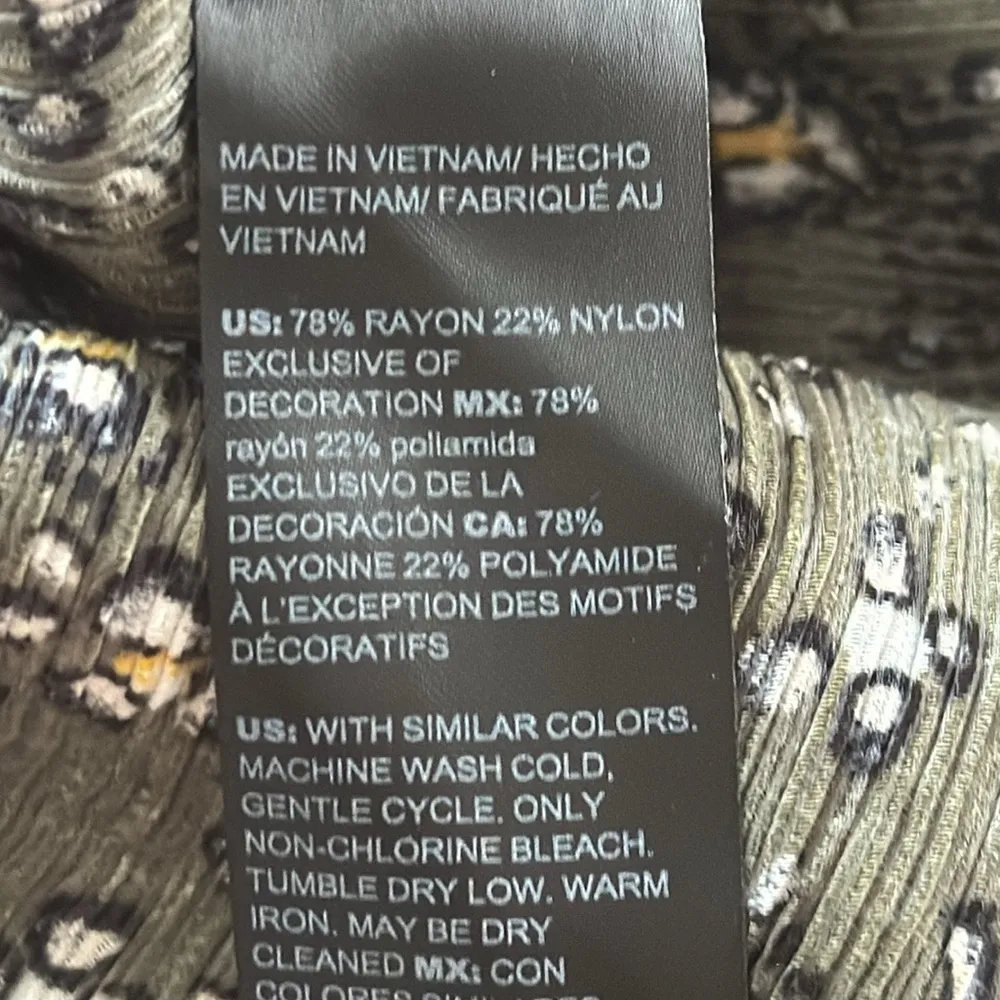 MADE IN VIETNAM/ HECHO
EN VIETNAM/ FABRIQUÉ AU
VIETNAM
US: 78% RAYON 22% NYLON
EXCLUSIVE OF
DECORATION MX: 78%
rayón 22% poliamida
EXCLUSIVO DE LA
DECORACIÓN CA: 78%
RAYONNE 22% POLYAMIDE
À L'EXCEPTION DES MOTIFS
DÉCORATIFS
US: WITH SIMILAR COLORS.
MACHINE WASH COLD,
GENTLE CYCLE. ONLY
NON-CHLORINE BLEACH.
TUMBLE DRY LOW. WARM
IRON. MAY BE DRY
CLEANED MX: CON
COLORES SIMILARES